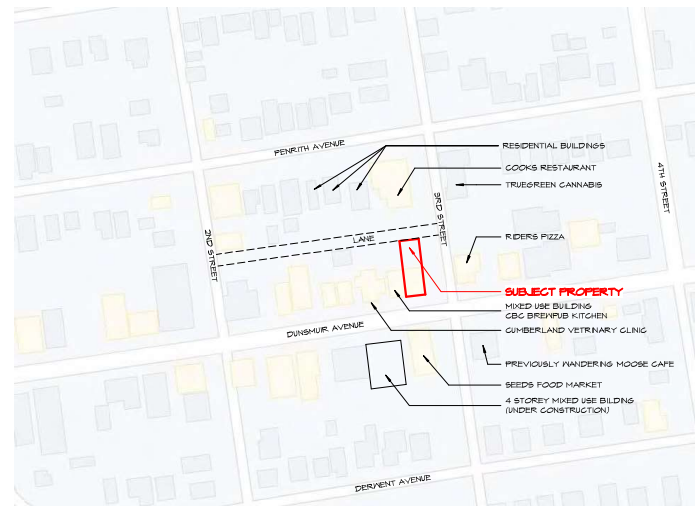 PENRITH AVENUE
RESIDENTIAL BUILDINGS
COOKS RESTAURANT
TRUEGREEN CANNABIS
4TH STREET
3RD STREET
2ND STREET
LANE
RIDERS PIZZA
SUBJECT PROPERTY
MIXED USE BUILDING
CBC BREWPUB KITCHEN
DUNSMUIR AVENUE
CUMBERLAND VETRINARY CLINIC
PREVIOUSLY WANDERING MOOSE CAFE
SEEDS FOOD MARKET
4 STOREY MIXED USE BILDING
(UNDER CONSTRUCTION)
DERWENT AVENUE